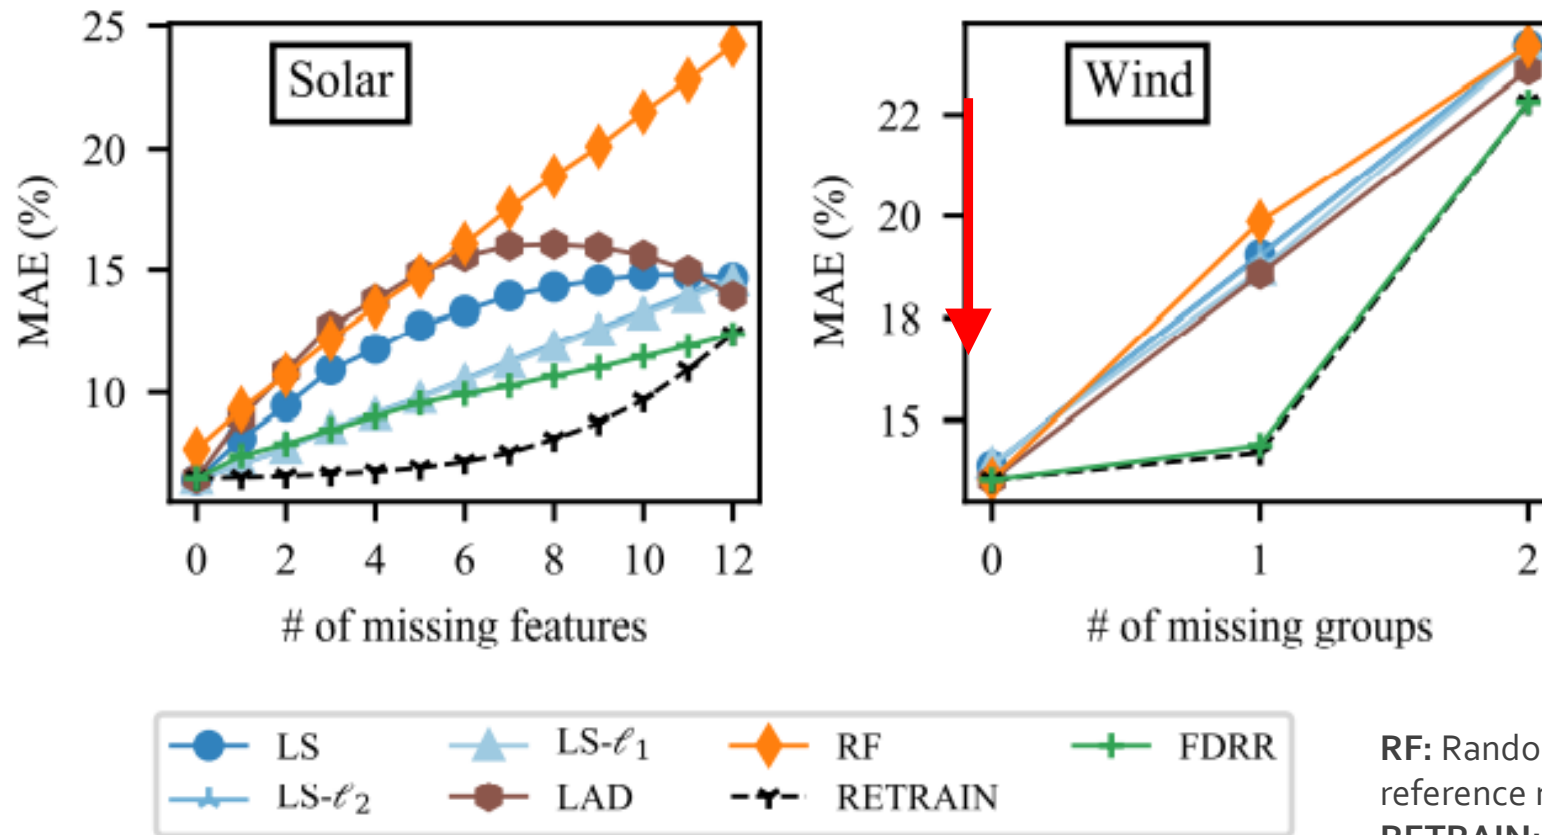 Solar
25
20
15
10
MAE (%)
0 2 4 6 8 10 12
# of missing features
Wind
22
20
18
15
MAE (%)
0 1 2
# of missing groups
LS LS-ℓ1 RF FDRR
LS-ℓ2 LAD RETRAIN
RF:
reference
RETRAIN: